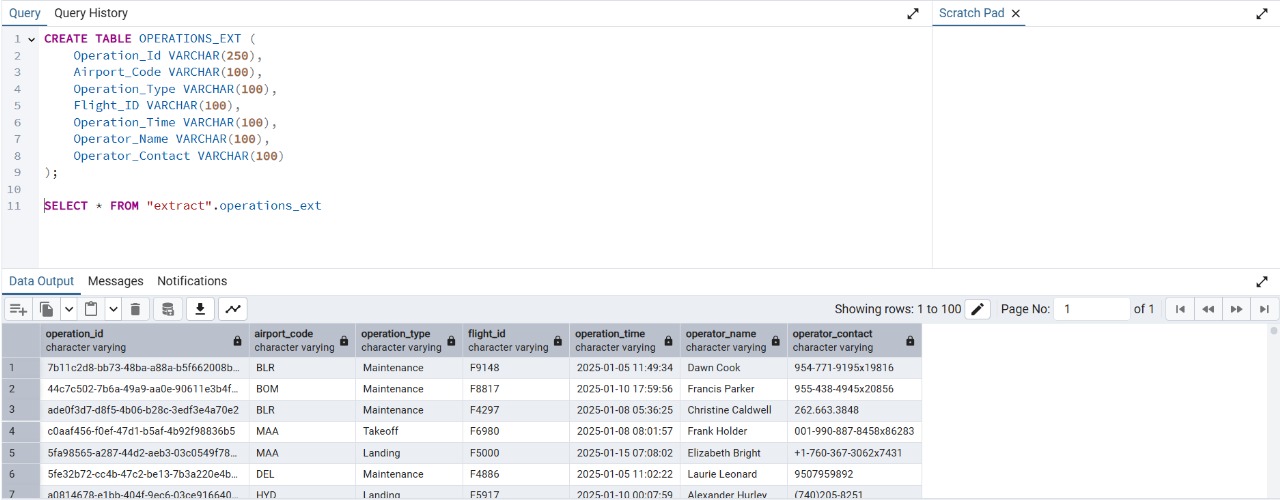 Query Query History
Scratch Pad
1 CREATE TABLE OPERATIONS_EXT (
2 Operation_Id VARCHAR(250),
3 Airport_Code VARCHAR(100),
4 Operation_Type VARCHAR(100),
5 Flight_ID VARCHAR(100),
6 Operation_Time VARCHAR(100),
7 Operator_Name VARCHAR(100),
8 Operator_Contact VARCHAR(100)
9 );
10
11 SELECT * FROM "extract".operations_ext
Data Output Messages Notifications
Showing rows: 1 to 100 Page No: 1 of 1
operation_id airport_code operation_type flight_id operation_time operator_name operator_contact
character varying character varying character varying character varying character varying character varying character varying
1 7b11c2d8-bb73-48ba-a88a-b5f662008b... BLR Maintenance F9148 2025-01-05 11:49:34 Dawn Cook 954-771-9195x19816
2 44c7c502-7b6a-49a9-aa0e-90611e3b4f... BOM Maintenance F8817 2025-01-10 17:59:56 Francis Parker 955-438-4945x20856
3 ade0f3d7-d8f5-4b06-b28c-3edf3e4a70e2 BLR Maintenance F4297 2025-01-08 05:36:25 Christine Caldwell 262.663.3848
4 c0aaf456-f0ef-47d1-b5af-4b92f98836b5 MAA Takeoff F6980 2025-01-08 08:01:57 Frank Holder 001-990-887-8458x86283
5 5fa98565-a287-44d2-aeb3-03c0549f78... MAA Landing F5000 2025-01-15 07:08:02 Elizabeth Bright +1-760-367-3062x7431
6 5fe32b72-cc4b-47c2-be13-7b3a220e4b... DEL Maintenance F4886 2025-01-05 11:02:22 Laurie Leonard 9507959892
7 a0814678-e1bb-404f-9ec6-03ce916640... HYD Landing F5917 2025-01-10 00:07:59 Alexander Hurley (740)205-8251